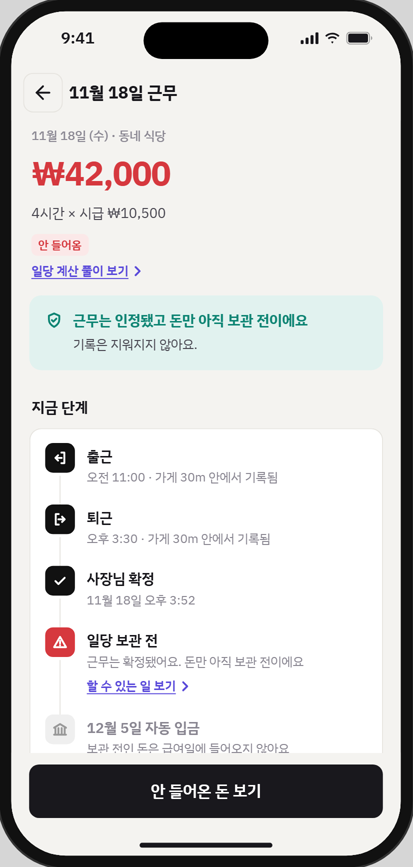 9:41
11월 18일 근무
11월 18일 (수) · 동네 식당
₩42,000
4시간 × 시급 ₩10,500
안 들어옴
일당 계산 풀이 보기
근무는 인정됐고 돈만 아직 보관 전이에요
기록은 지워지지 않아요.
지금 단계
출근
오전 11:00 · 가게 30m 안에서 기록됨
퇴근
오후 3:30 · 가게 30m 안에서 기록됨
사장님 확정
11월 18일 오후 3:52
일당 보관 전
근무는 확정됐어요. 돈만 아직 보관 전이에요
할 수 있는 일 보기
12월 5일 자동 입금
보관 전인 돈은 급여일에 들어오지 않아요
안 들어온 돈 보기